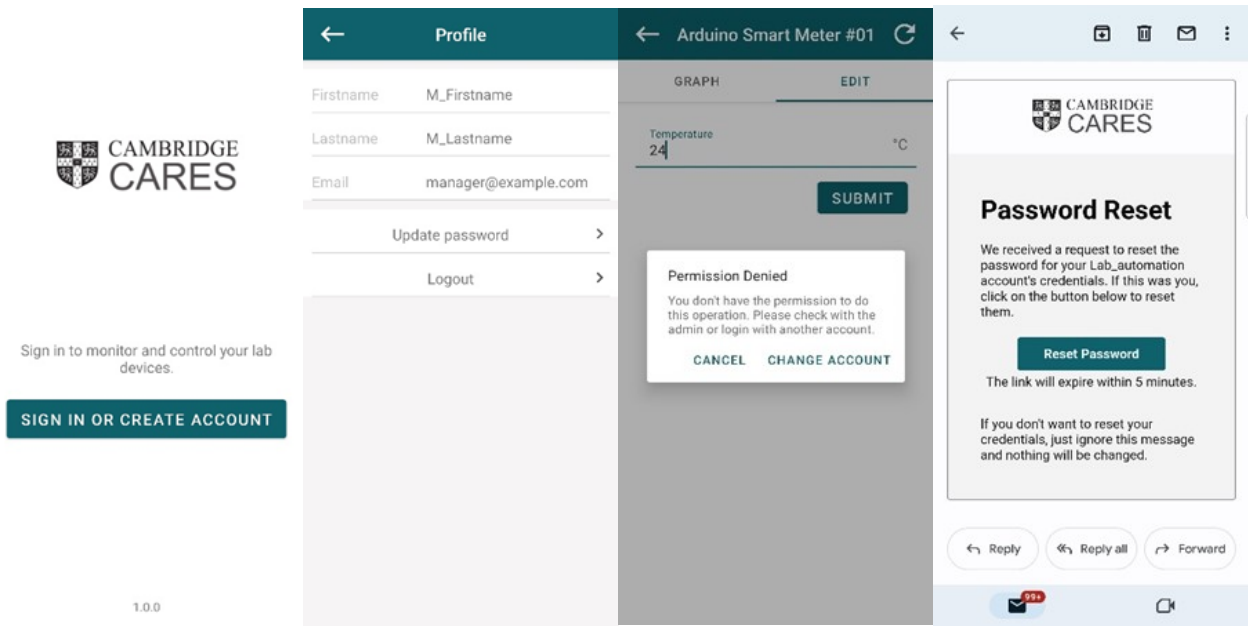 CAMBRIDGE
CARES
Sign in to monitor and control your lab
devices.
SIGN IN OR CREATE ACCOUNT
1.0.0
Profile
Firstname M_Firstname
Lastname M_Lastname
Email manager@example.com
Update password
Logout
Arduino Smart Meter #01
GRAPH EDIT
Temperature
24 °C
SUBMIT
Permission Denied
You don't have the permission to do
this operation. Please check with the
admin or login with another account.
CANCEL CHANGE ACCOUNT
CAMBRIDGE
CARES
Password Reset
We received a request to reset the
password for your Lab_automation
account's credentials. If this was you,
click on the button below to reset
them.
Reset Password
The link will expire within 5 minutes.
If you don't want to reset your
credentials, just ignore this message
and nothing will be changed.
Reply Reply all Forward
99+